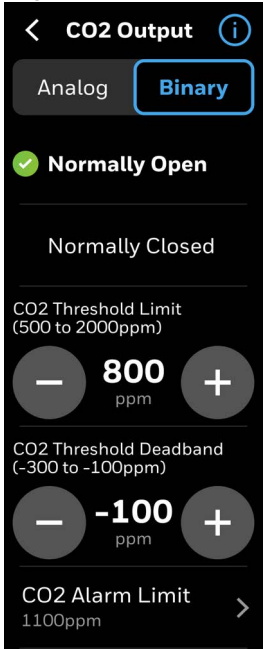 CO2 Output
Analog
Binary
Normally Open
Normally Closed
CO2 Threshold Limit
(500 to 2000ppm)
800
ppm
CO2 Threshold Deadband
(-300 to -100ppm)
-100
ppm
CO2 Alarm Limit
1100ppm